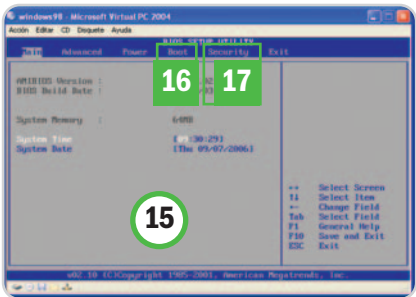 windows98 - Microsoft Virtual PC 2004
Acción Editar CD Disquete Ayuda
BIOS SETUP UTILITY
Main Advanced Power Boot Security Exit
16 17
AMIBIOS Version :
BIOS Build Date :
System Memory : 64MB
System Time :30:29]
System Date [Thu 09/07/2006]
15
↔ Select Screen
↑↓ Select Item
+- Change Field
Tab Select Field
F1 General Help
F10 Save and Exit
ESC Exit
v02.10 (C)Copyright 1985-2001, American Megatrends, Inc.